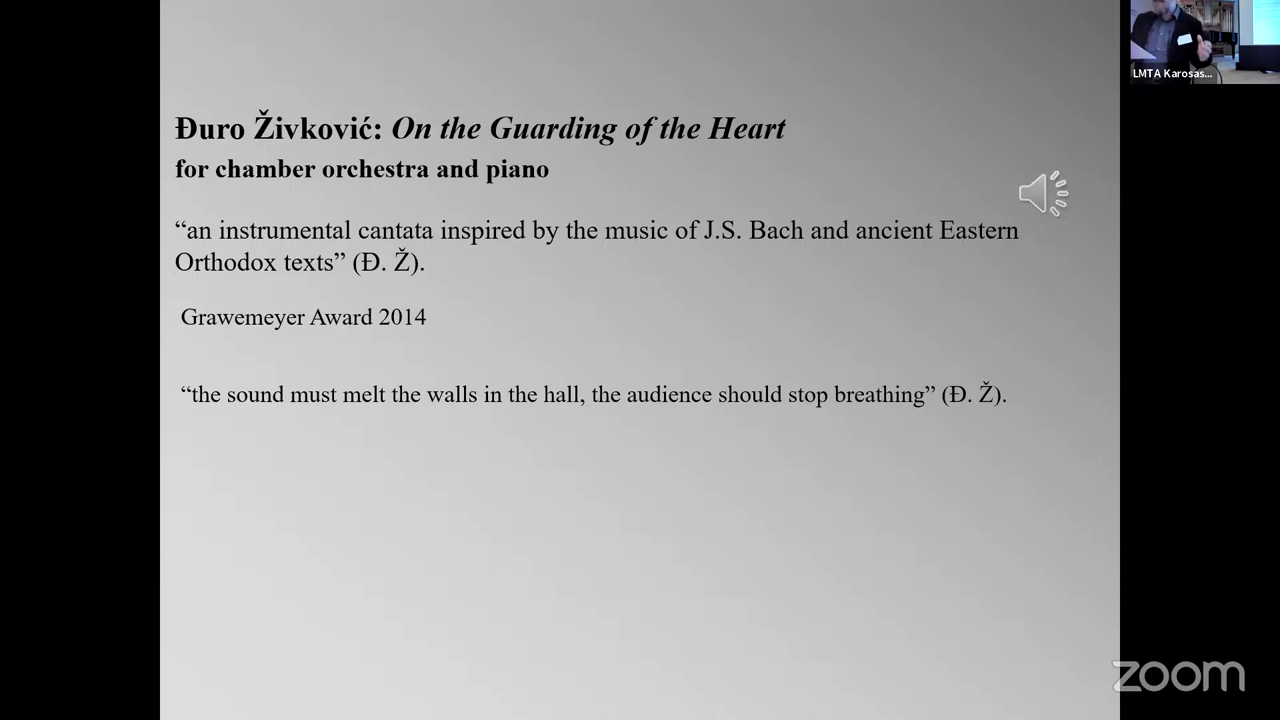 LMTA Karosas...
Đuro Živković: On the Guarding of the Heart
for chamber orchestra and piano
“an instrumental cantata inspired by the music of J.S. Bach and ancient Eastern
Orthodox texts” (Đ. Ž).
Grawemeyer Award 2014
“the sound must melt the walls in the hall, the audience should stop breathing” (Đ. Ž).
zoom